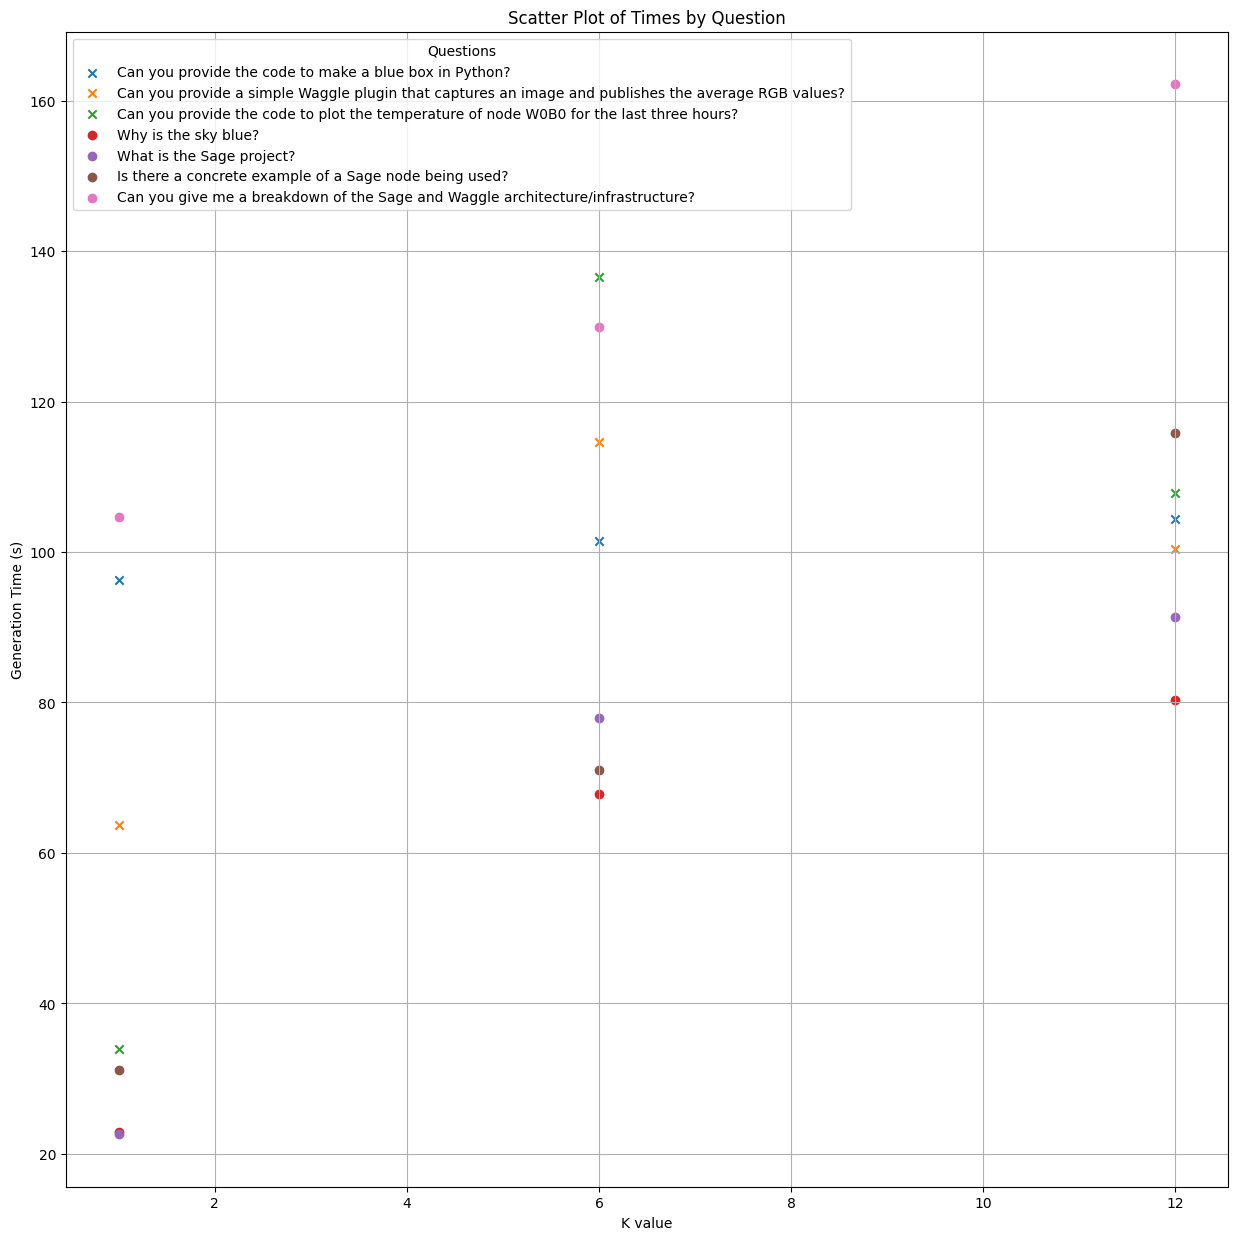 Scatter Plot of Times by Question
Questions
Can you provide the code to make a blue box in Python?
Can you provide a simple Waggle plugin that captures an image and publishes the average RGB values?
Can you provide the code to plot the temperature of node W0B0 for the last three hours?
Why is the sky blue?
What is the Sage project?
Is there a concrete example of a Sage node being used?
Can you give me a breakdown of the Sage and Waggle architecture/infrastructure?
Generation Time (s)
160
140
120
100
80
60
40
20
2
4
6
8
10
12
K value